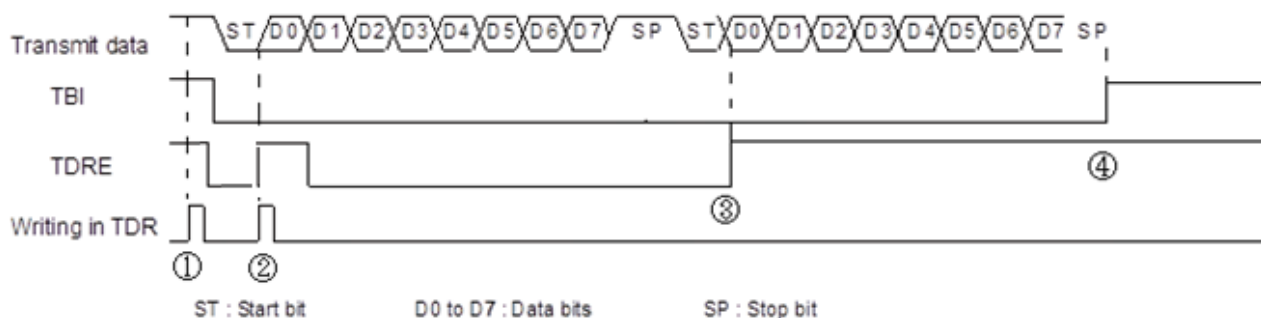 Transmit data ST D0 D1 D2 D3 D4 D5 D6 D7 SP ST D0 D1 D2 D3 D4 D5 D6 D7 SP
TBI
TDRE ④
③
Writing in TDR
① ②
ST : Start bit D0 to D7 : Data bits SP : Stop bit